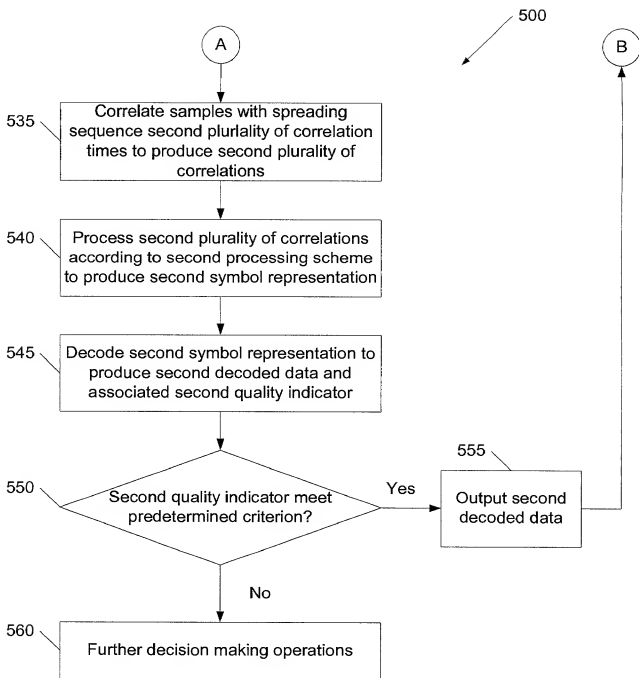 500
A
B
535
Correlate samples with spreading
sequence second plurlality of correlation
times to produce second plurality of
correlations
540
Process second plurality of correlations
according to second processing scheme
to produce second symbol representation
545
Decode second symbol representation to
produce second decoded data and
associated second quality indicator
550
Second quality indicator meet
predetermined criterion?
Yes
555
Output second
decoded data
No
560
Further decision making operations